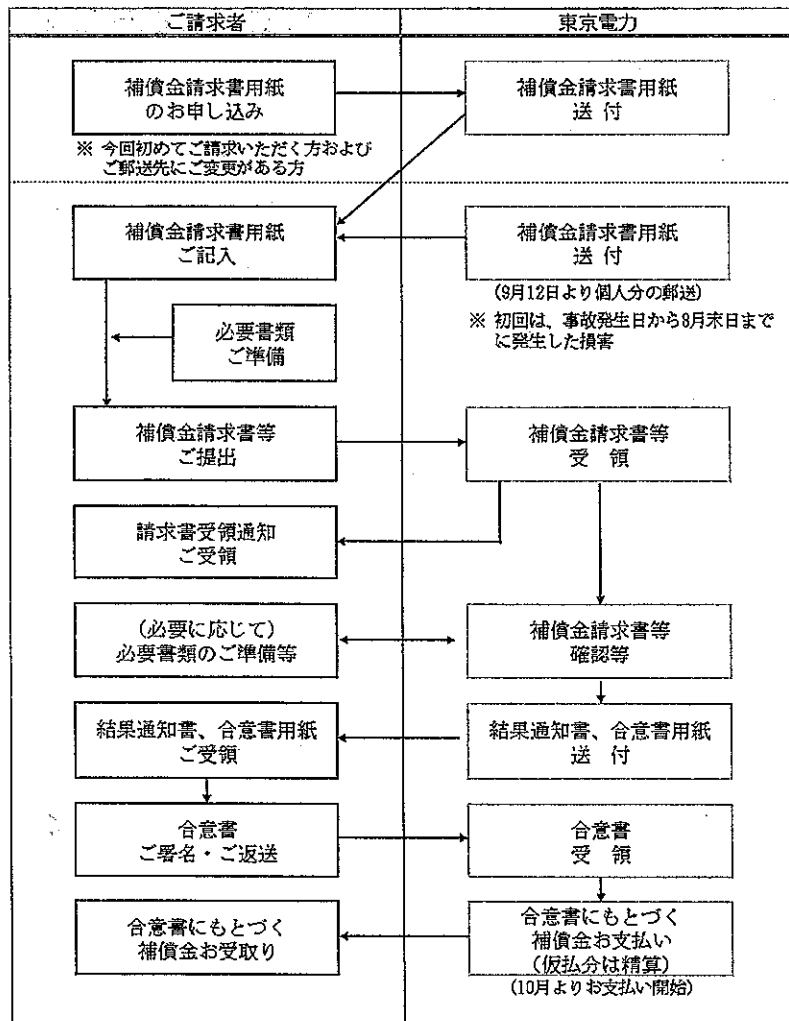 ご請求者
東京電力
補償金請求書用紙
のお申し込み
補償金請求書用紙
送 付
※ 今回初めてご請求いただく方および
ご郵送先にご変更がある方
補償金請求書用紙
ご記入
補償金請求書用紙
送 付
(9月12日より個人分の郵送)
※ 初回は、事故発生日から8月末日まで
に発生した損害
必要書類
ご準備
補償金請求書等
ご提出
補償金請求書等
受 領
請求書受領通知
ご受領
(必要に応じて)
必要書類のご準備等
補償金請求書等
確認等
結果通知書、合意書用紙
ご受領
結果通知書、合意書用紙
送 付
合意書
ご署名・ご返送
合意書
受 領
合意書にもとづく
補償金お受取り
合意書にもとづく
補償金お支払い
(仮払分は精算)
(10月よりお支払い開始)